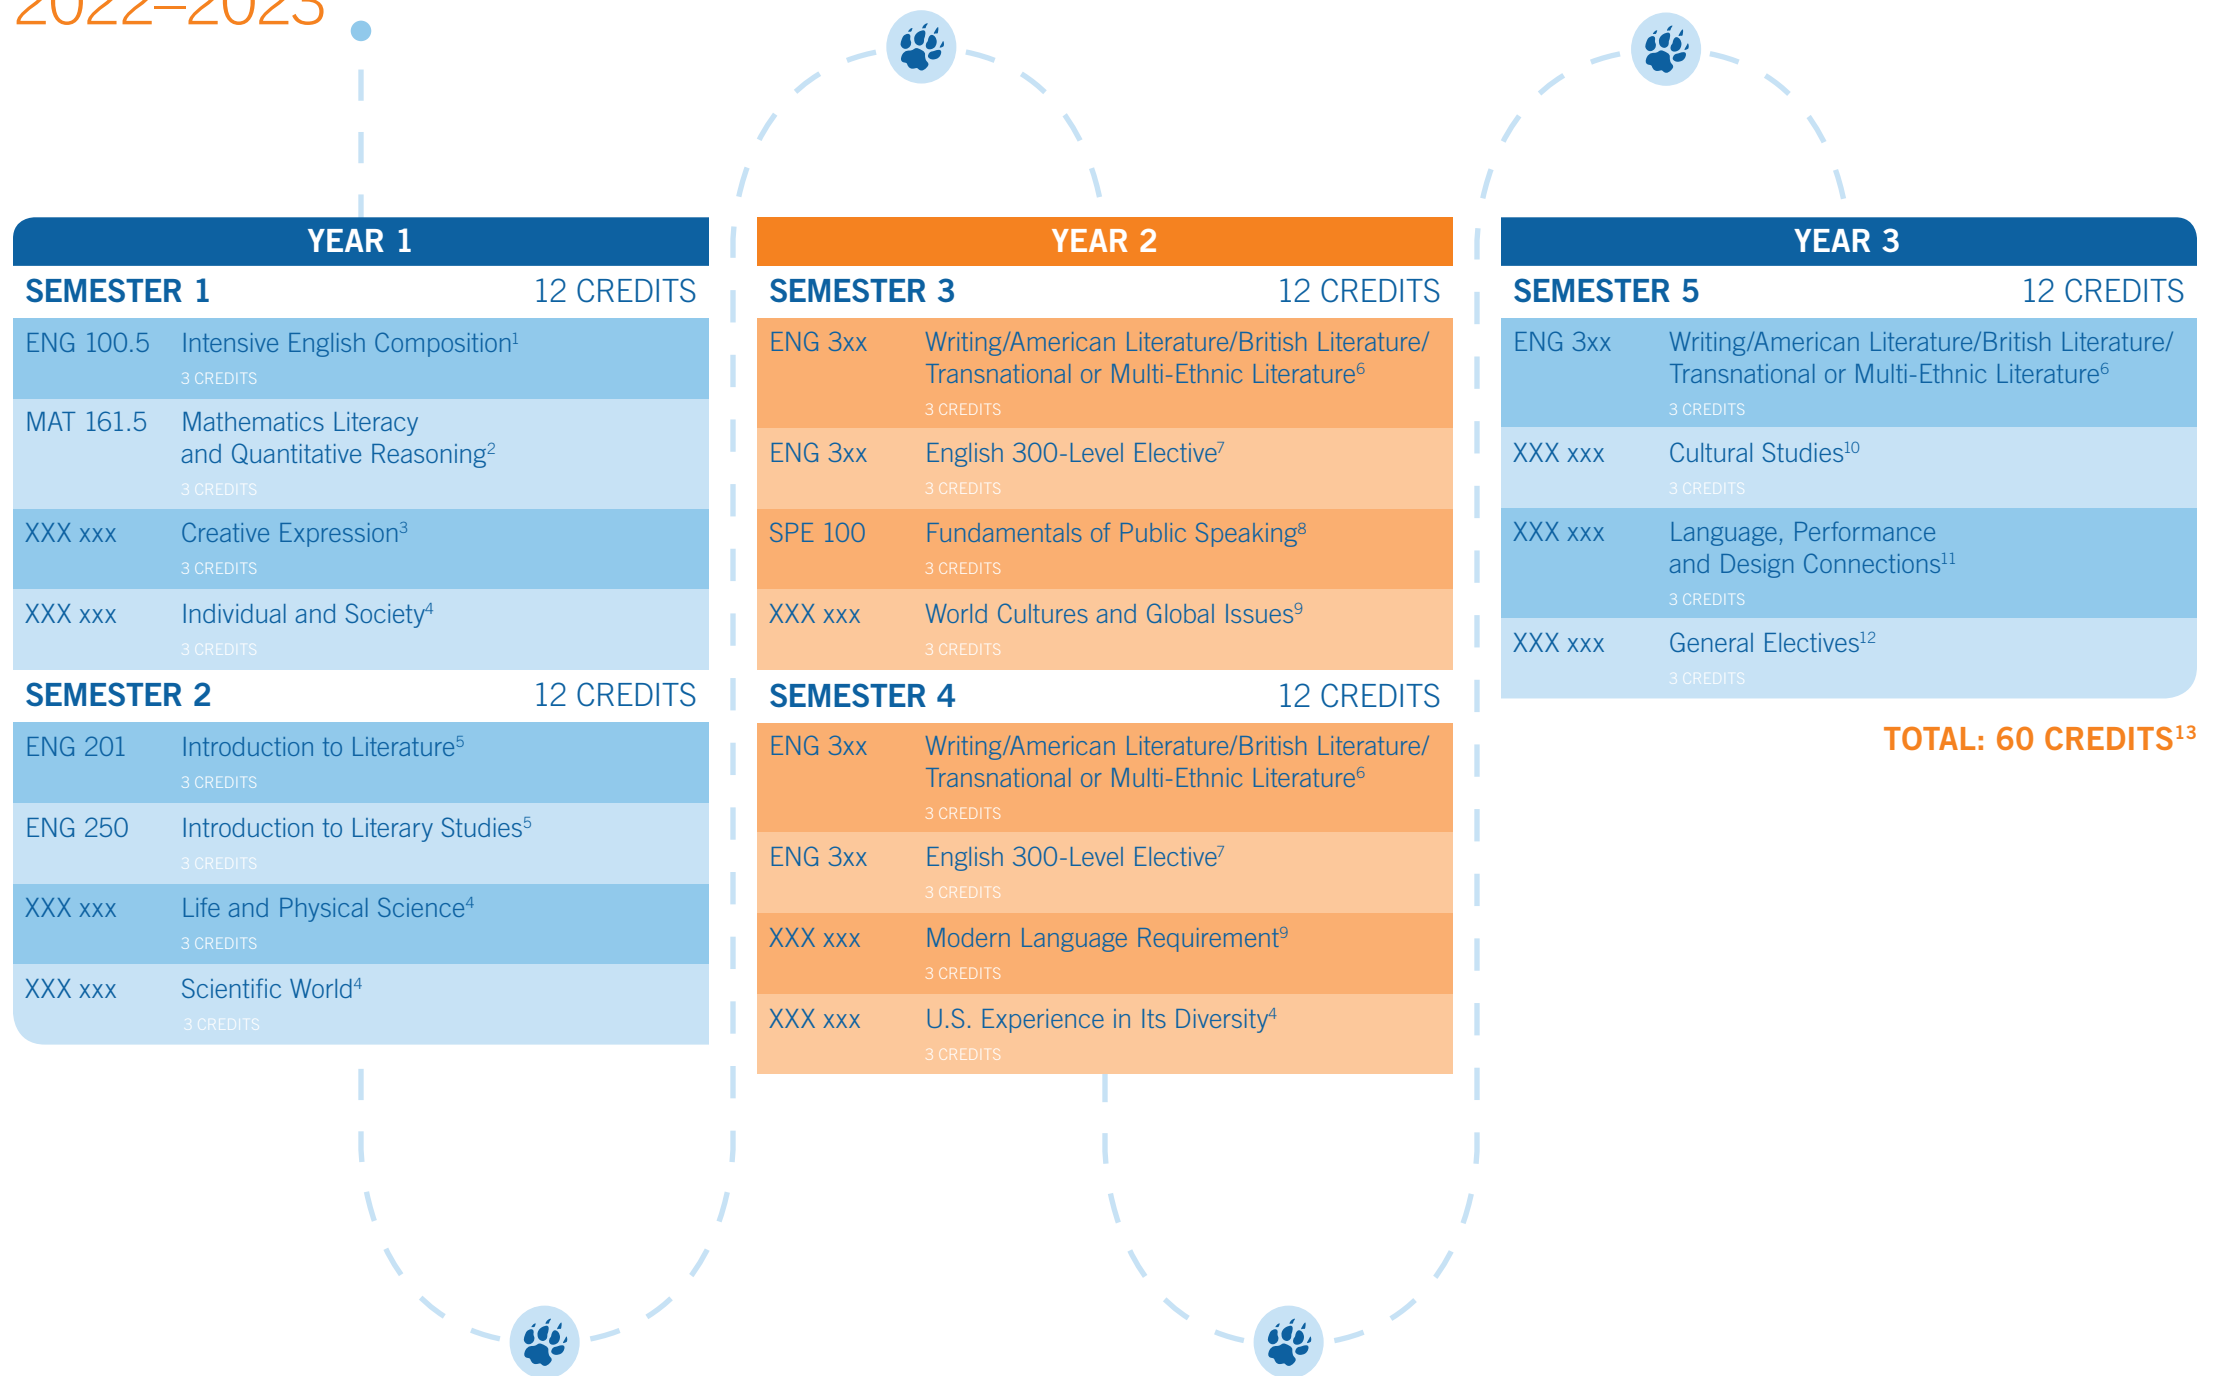 2022–2023
YEAR 1
SEMESTER 1 12 CREDITS
ENG 100.5 Intensive English Composition¹
3 CREDITS
MAT 161.5 Mathematics Literacy
and Quantitative Reasoning²
3 CREDITS
XXX xxx Creative Expression³
3 CREDITS
XXX xxx Individual and Society⁴
3 CREDITS
SEMESTER 2 12 CREDITS
ENG 201 Introduction to Literature⁵
3 CREDITS
ENG 250 Introduction to Literary Studies⁵
3 CREDITS
XXX xxx Life and Physical Science⁴
3 CREDITS
XXX xxx Scientific World⁴
3 CREDITS
YEAR 2
SEMESTER 3 12 CREDITS
ENG 3xx Writing/American Literature/British Literature/
Transnational or Multi-Ethnic Literature⁶
3 CREDITS
ENG 3xx English 300-Level Elective⁷
3 CREDITS
SPE 100 Fundamentals of Public Speaking⁸
3 CREDITS
XXX xxx World Cultures and Global Issues⁹
3 CREDITS
SEMESTER 4 12 CREDITS
ENG 3xx Writing/American Literature/British Literature/
Transnational or Multi-Ethnic Literature⁶
3 CREDITS
ENG 3xx English 300-Level Elective⁷
3 CREDITS
XXX xxx Modern Language Requirement⁹
3 CREDITS
XXX xxx U.S. Experience in Its Diversity⁴
3 CREDITS
YEAR 3
SEMESTER 5 12 CREDITS
ENG 3xx Writing/American Literature/British Literature/
Transnational or Multi-Ethnic Literature⁶
3 CREDITS
XXX xxx Cultural Studies¹⁰
3 CREDITS
XXX xxx Language, Performance
and Design Connections¹¹
3 CREDITS
XXX xxx General Electives¹²
3 CREDITS
TOTAL: 60 CREDITS¹³